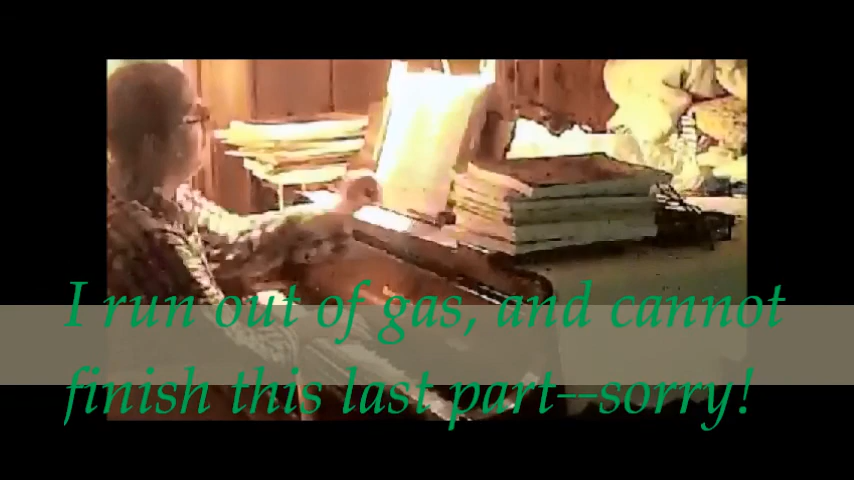 I run out of gas, and cannot
finish this last part--sorry!